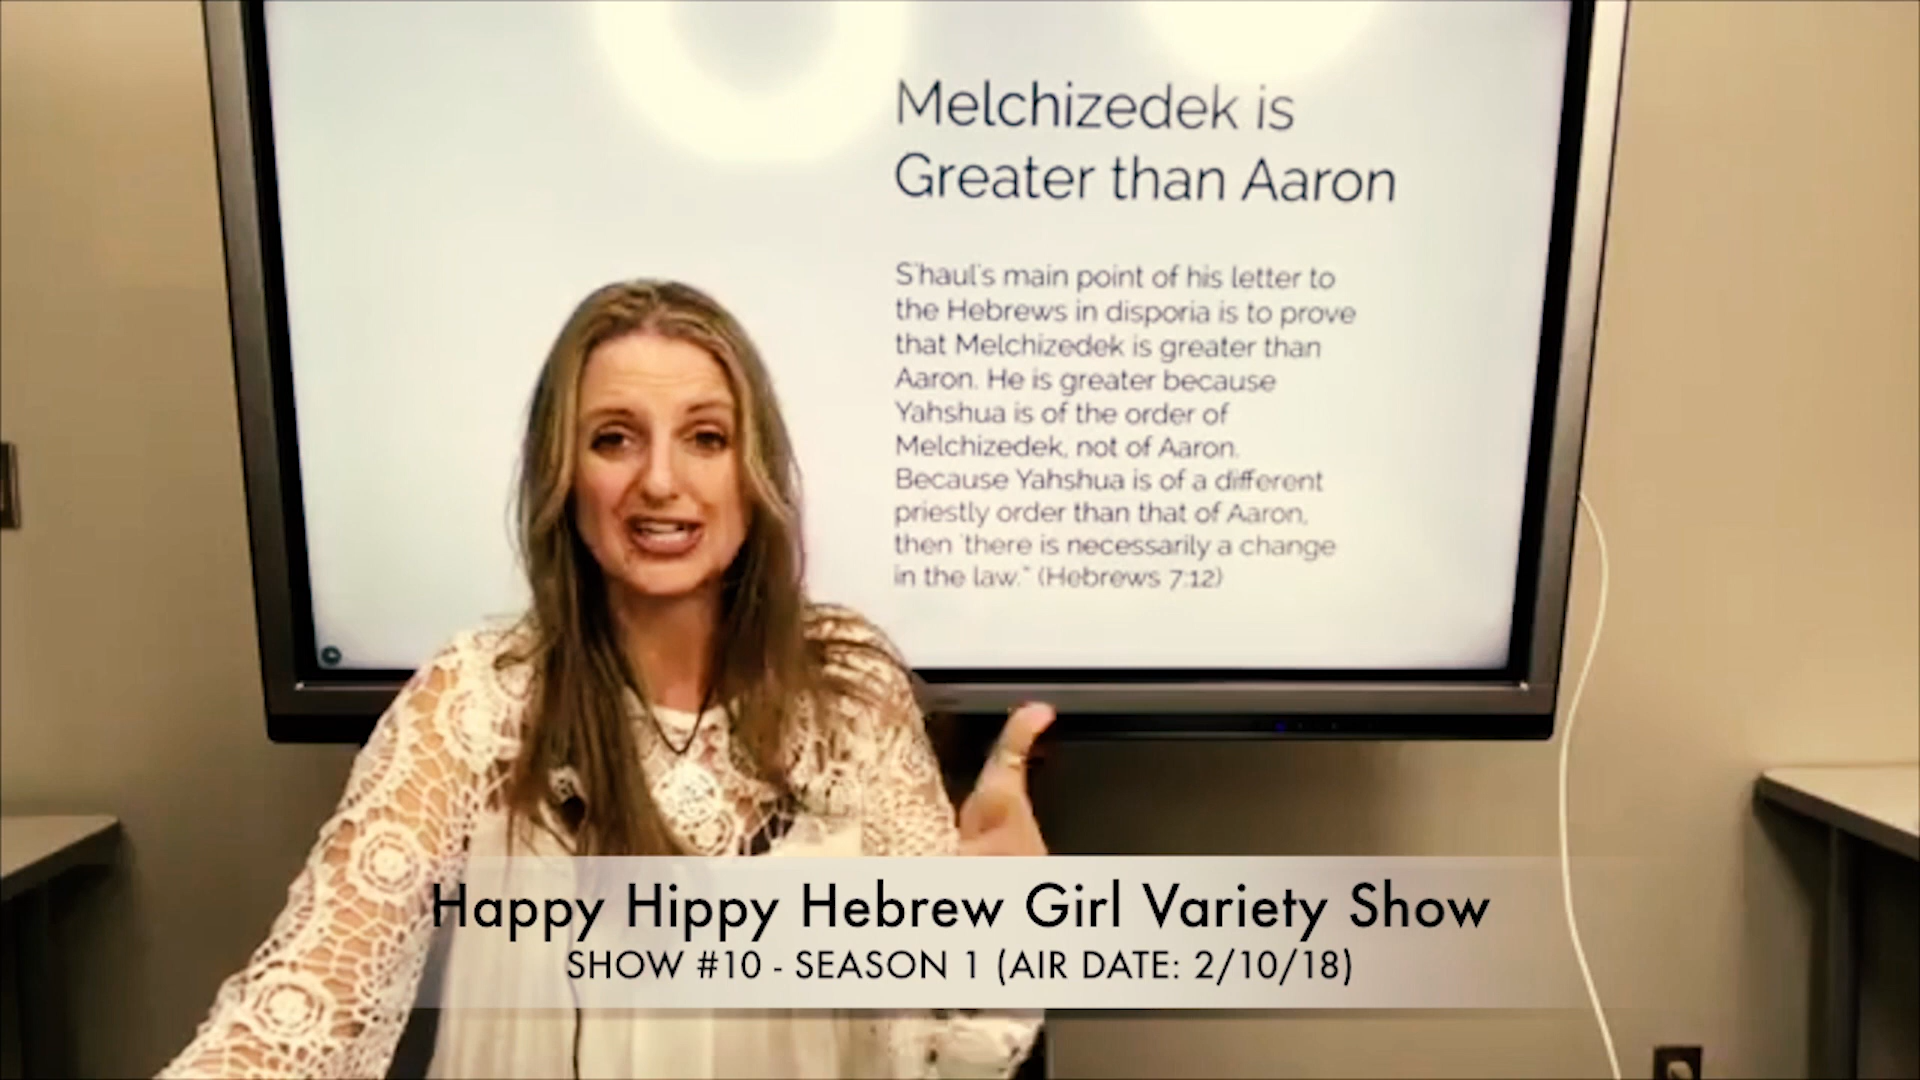 Melchizedek is
Greater than Aaron
S'haul's main point of his letter to
the Hebrews in disporia is to prove
that Melchizedek is greater than
Aaron. He is greater because
Yahshua is of the order of
Melchizedek, not of Aaron.
Because Yahshua is of a different
priestly order than that of Aaron,
then 'there is necessarily a change
in the law." (Hebrews 7:12)
Happy Hippy Hebrew Girl Variety Show
SHOW #10 - SEASON 1 (AIR DATE: 2/10/18)